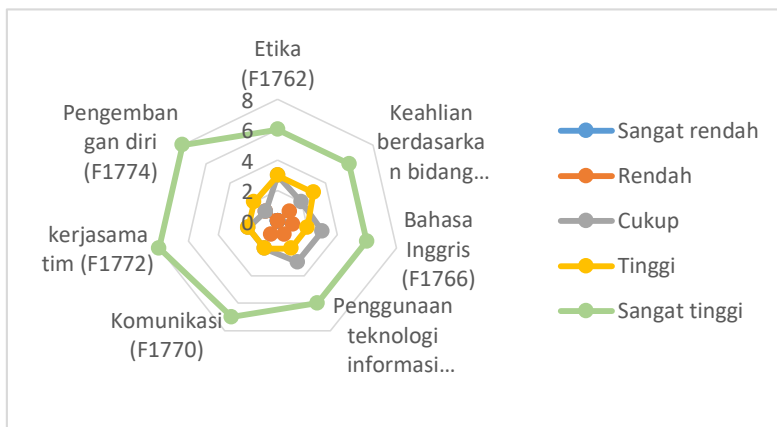 Etika
(F1762)
8
6
4
2
0
Keahlian
berdasarkan
n bidang...
Bahasa
Inggris
(F1766)
Penggunaan
teknologi
informasi...
Komunikasi
(F1770)
kerjasama
tim (F1772)
Pengemban
gan diri
(F1774)
Sangat rendah
Rendah
Cukup
Tinggi
Sangat tinggi